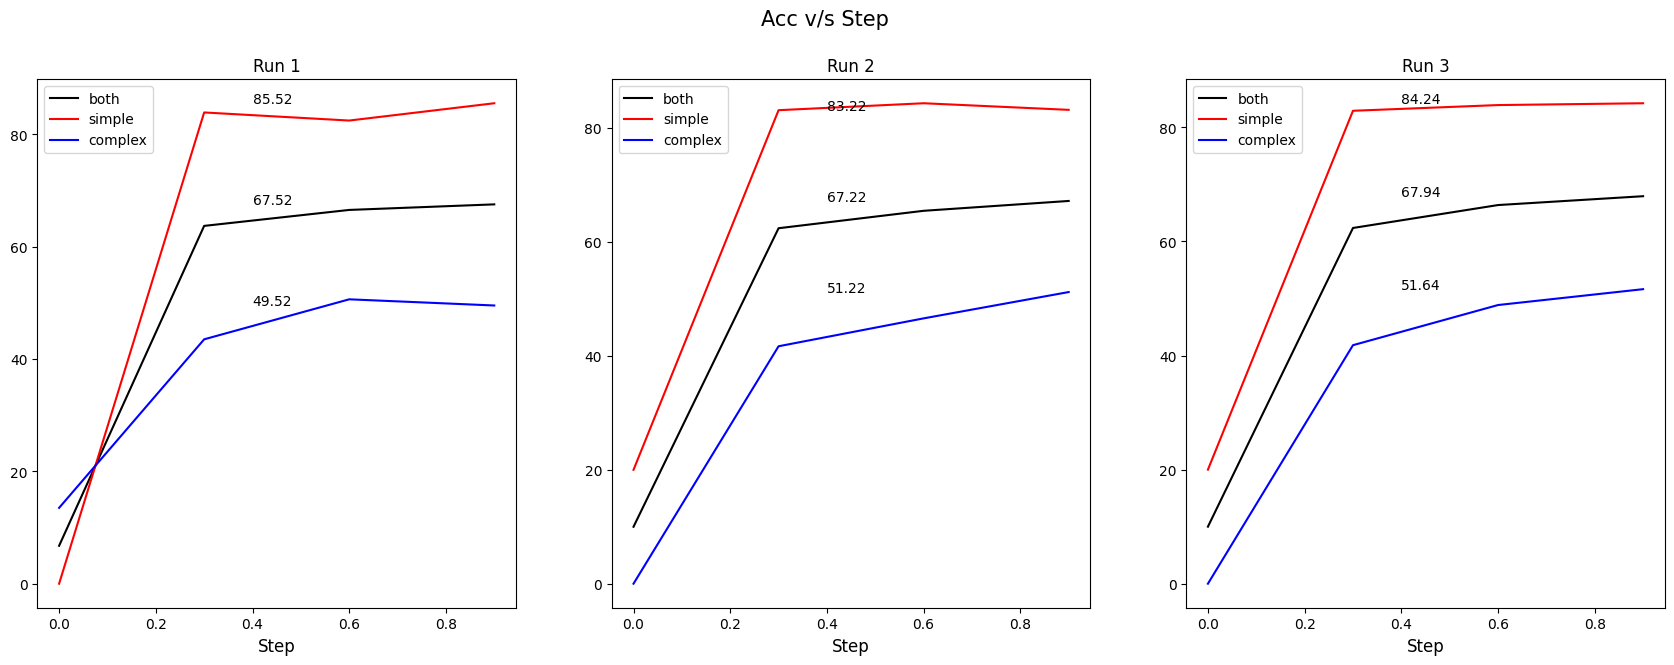 Acc v/s Step
Run 1
both
simple
complex
85.52
67.52
49.52
80
60
40
20
0
0.0 0.2 0.4 0.6 0.8
Step
Run 2
both
simple
complex
83.22
67.22
51.22
80
60
40
20
0
0.0 0.2 0.4 0.6 0.8
Step
Run 3
both
simple
complex
84.24
67.94
51.64
80
60
40
20
0
0.0 0.2 0.4 0.6 0.8
Step